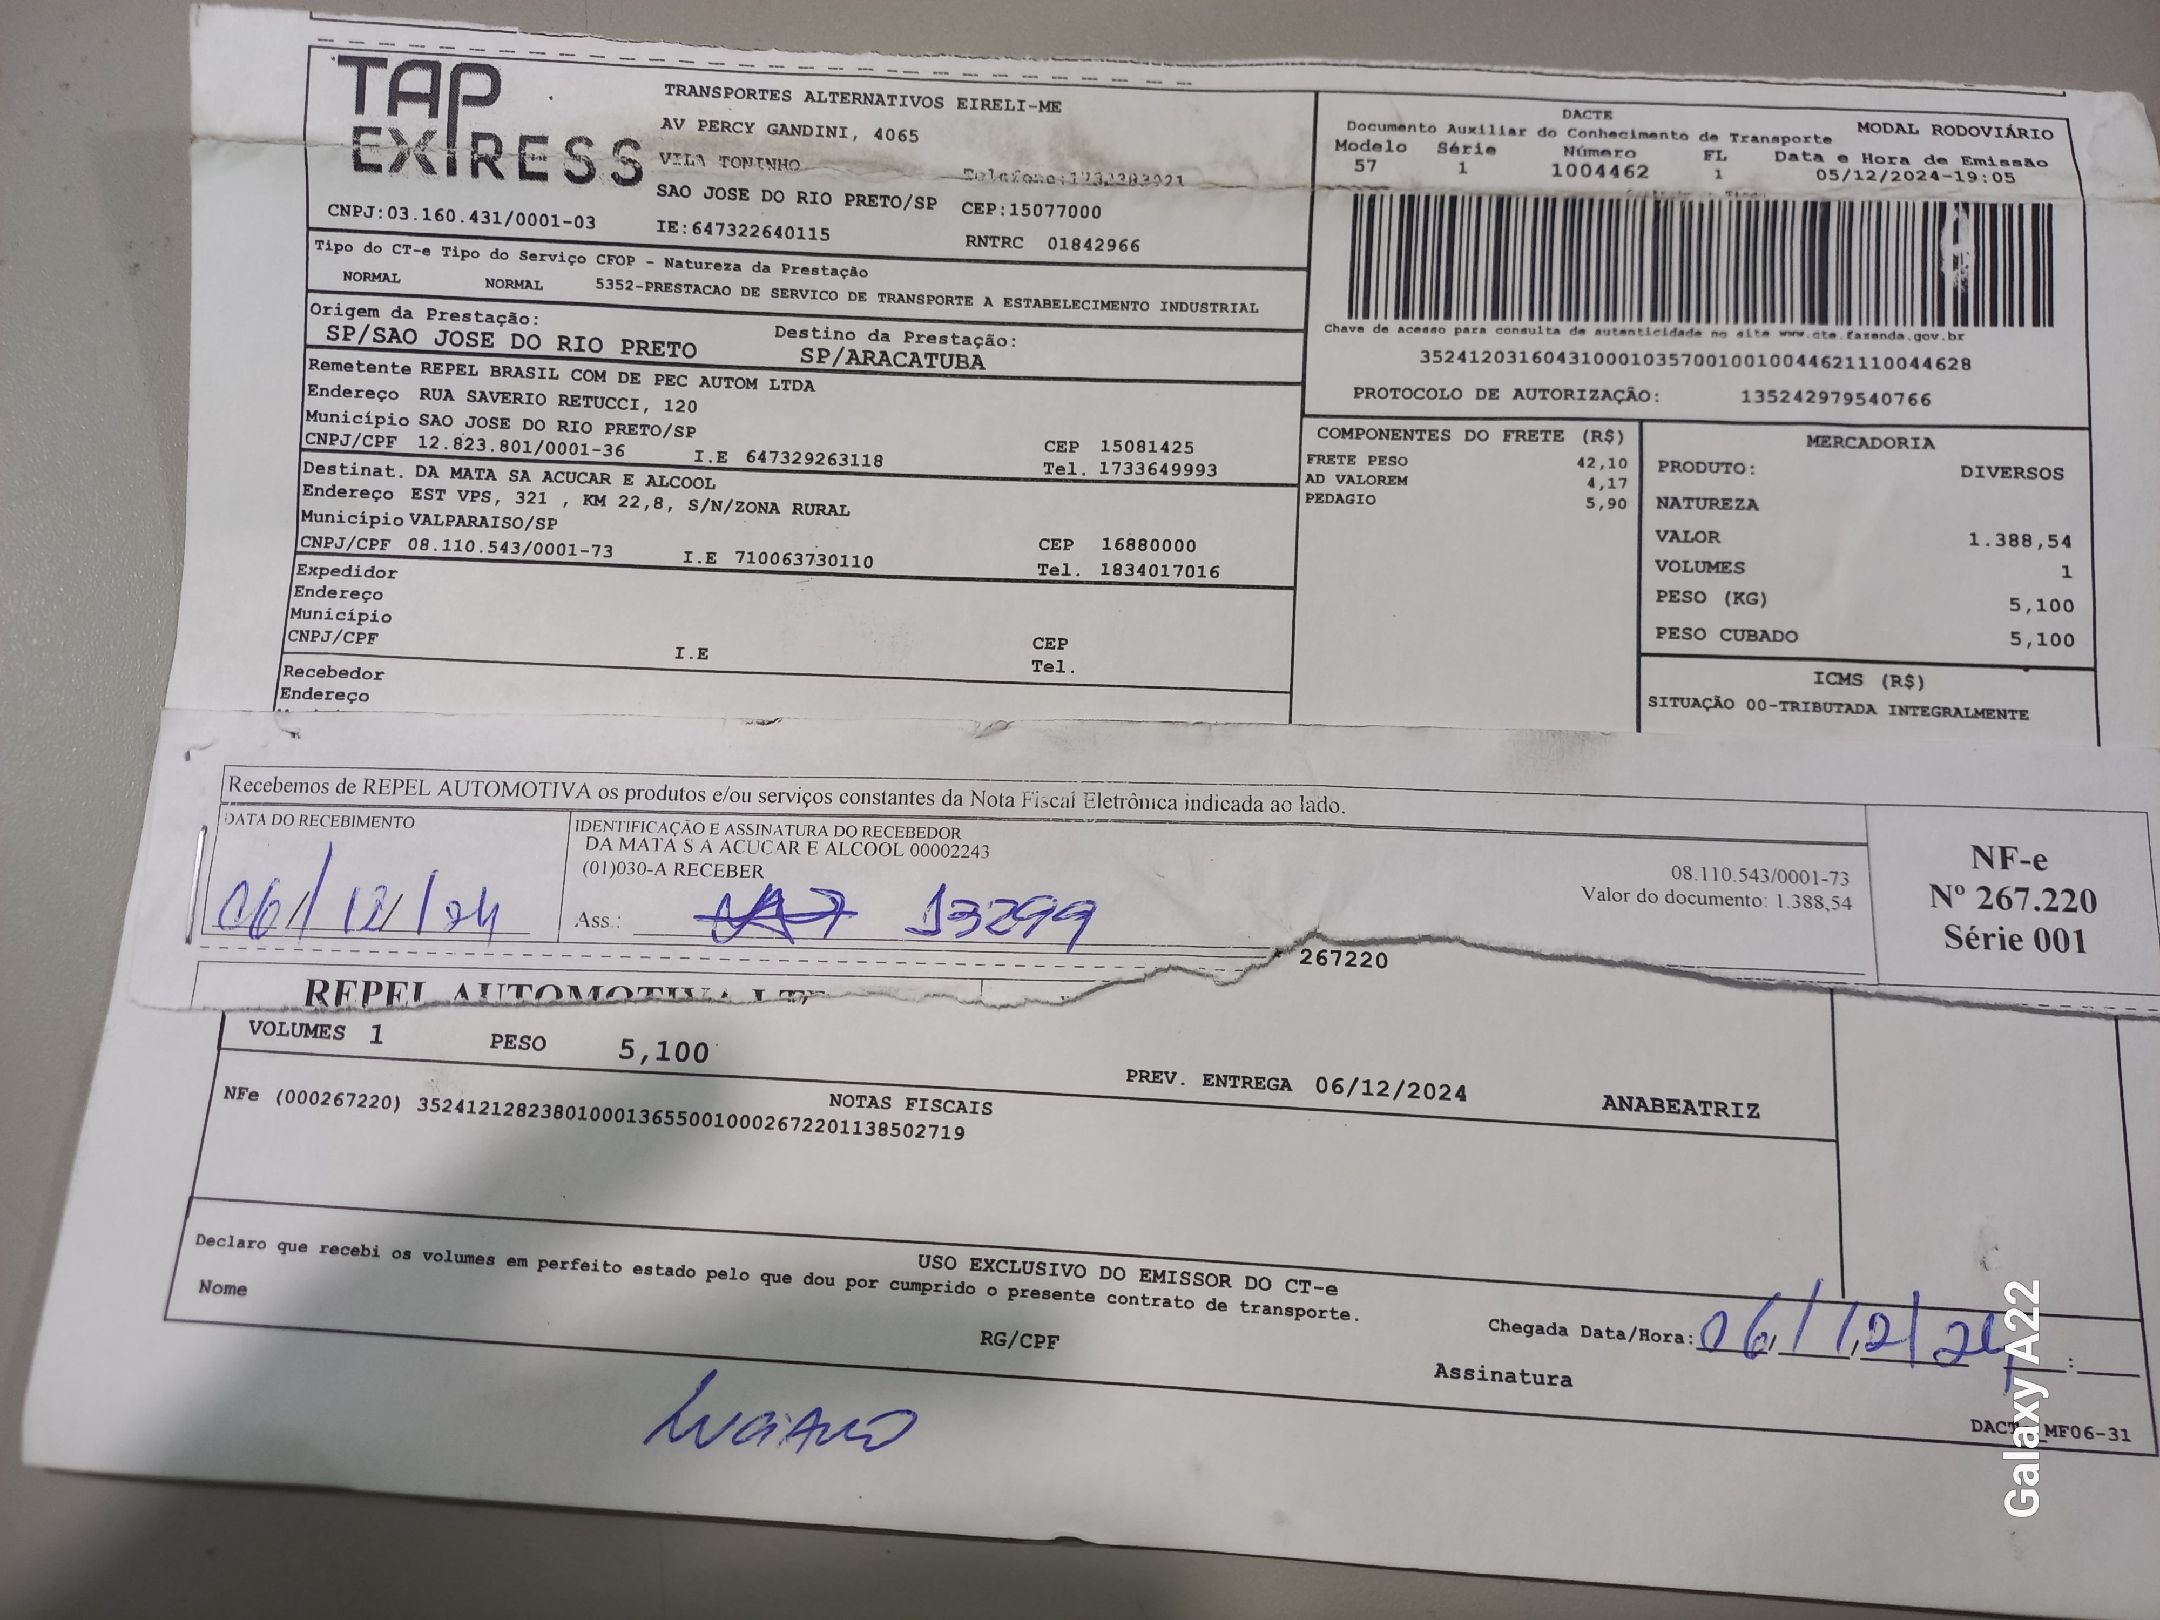 TAP EXPRESS
TRANSPORTES ALTERNATIVOS EIRELI-ME
AV PERCY GANDINI, 4065
VILA TONINHO
SAO JOSE DO RIO PRETO/SP CEP:15077000
CNPJ:03.160.431/0001-03 IE:647322640115 RNTRC 01842966
DACTE
Documento Auxiliar do Conhecimento de Transporte MODAL RODOVIÁRIO
Modelo Série Número FL Data e Hora de Emissão
57 1 1004462 1 05/12/2024-19:05
Tipo do CT-e Tipo do Serviço CFOP - Natureza da Prestação
NORMAL NORMAL 5352-PRESTACAO DE SERVICO DE TRANSPORTE A ESTABELECIMENTO INDUSTRIAL
Origem da Prestação: Destino da Prestação:
SP/SAO JOSE DO RIO PRETO SP/ARACATUBA
Chave de acesso para consulta de autenticidade no site www.cte.fazenda.gov.br
35241203160431000103570010010044621110044628
PROTOCOLO DE AUTORIZAÇÃO: 135242979540766
Remetente REPEL BRASIL COM DE PEC AUTOM LTDA
Endereço RUA SAVERIO RETUCCI, 120
Município SAO JOSE DO RIO PRETO/SP CEP 15081425
CNPJ/CPF 12.823.801/0001-36 I.E 647329263118 Tel. 1733649993
Destinat. DA MATA SA ACUCAR E ALCOOL
Endereço EST VPS, 321 , KM 22,8, S/N/ZONA RURAL
Município VALPARAISO/SP CEP 16880000
CNPJ/CPF 08.110.543/0001-73 I.E 710063730110 Tel. 1834017016
Expedidor
Endereço
Município CEP
CNPJ/CPF I.E Tel.
Recebedor
Endereço
COMPONENTES DO FRETE (R$)
FRETE PESO 42,10
AD VALOREM 4,17
PEDAGIO 5,90
MERCADORIA
PRODUTO: DIVERSOS
NATUREZA
VALOR 1.388,54
VOLUMES 1
PESO (KG) 5,100
PESO CUBADO 5,100
ICMS (R$)
SITUAÇÃO 00-TRIBUTADA INTEGRALMENTE
Recebemos de REPEL AUTOMOTIVA os produtos e/ou serviços constantes da Nota Fiscal Eletrônica indicada ao lado.
DATA DO RECEBIMENTO
06/12/24
IDENTIFICAÇÃO E ASSINATURA DO RECEBEDOR
DA MATA S A ACUCAR E ALCOOL 00002243
(01)030-A RECEBER
08.110.543/0001-73
Valor do documento: 1.388,54
Ass.: 13299
NF-e
Nº 267.220
Série 001
267220
REPEL AUTOMOTIVA LTD
VOLUMES 1 PESO 5,100 PREV. ENTREGA 06/12/2024 ANABEATRIZ
NOTAS FISCAIS
NFe (000267220) 35241212823801000136550010002672201138502719
USO EXCLUSIVO DO EMISSOR DO CT-e
Declaro que recebi os volumes em perfeito estado pelo que dou por cumprido o presente contrato de transporte.
Nome RG/CPF Assinatura
Chegada Data/Hora: 06/12/24 :
LUCIANO
DACT MF06-31
Galaxy A22